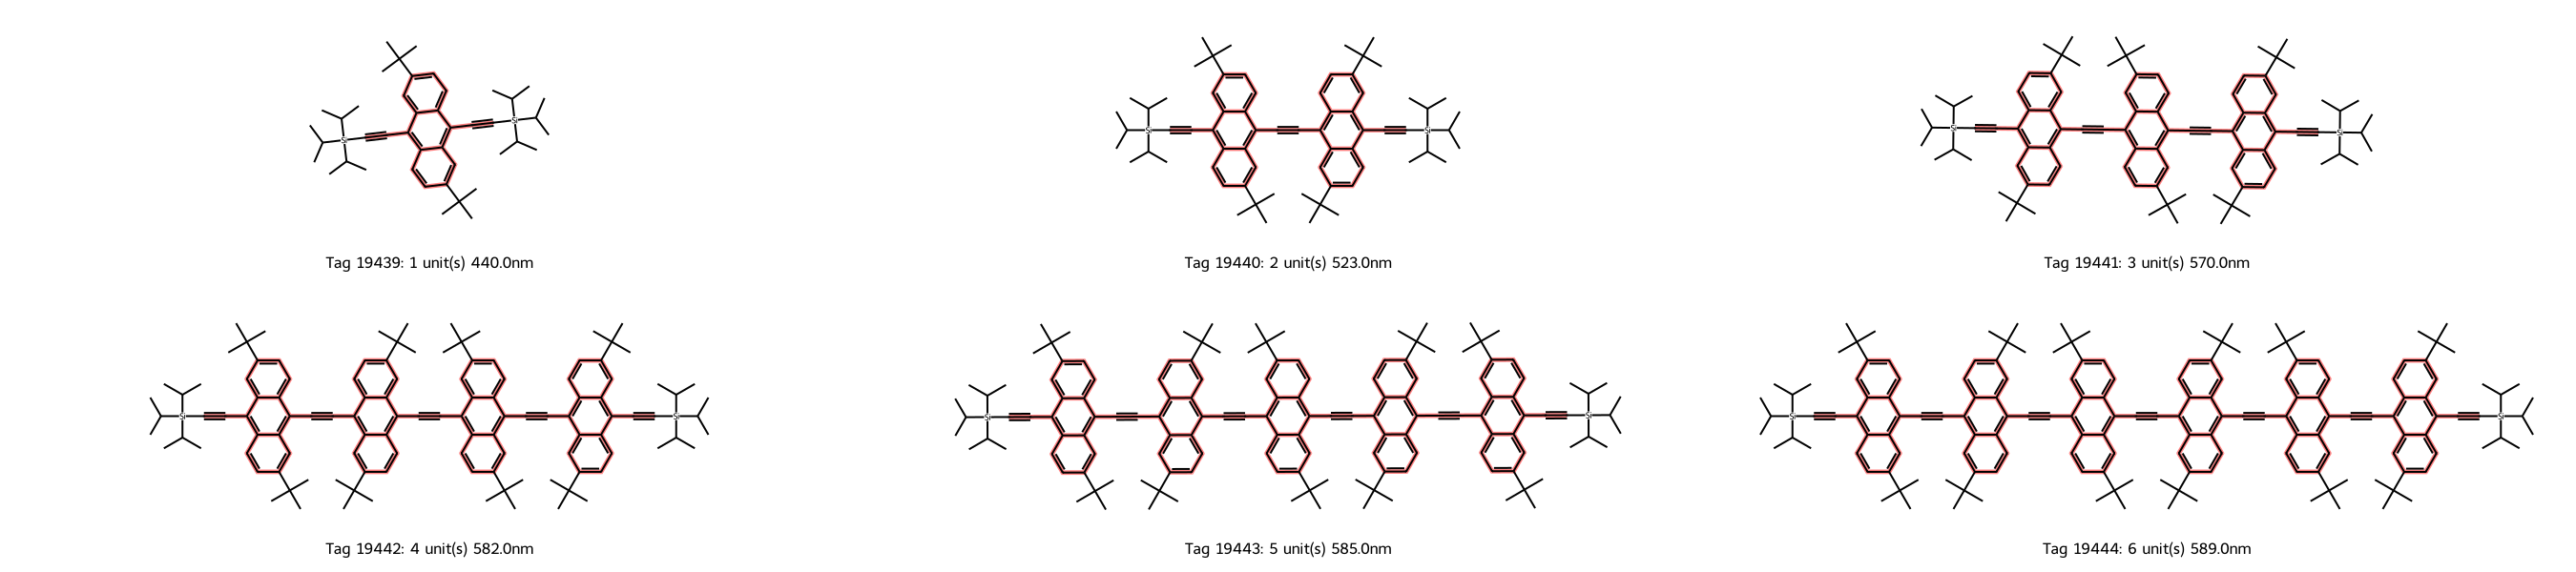 Si
Si
Si
Si
Si
Si
Tag 19439: 1 unit(s) 440.0nm
Tag 19440: 2 unit(s) 523.0nm
Tag 19441: 3 unit(s) 570.0nm
Si
Si
Si
Si
Si
Si
Tag 19442: 4 unit(s) 582.0nm
Tag 19443: 5 unit(s) 585.0nm
Tag 19444: 6 unit(s) 589.0nm